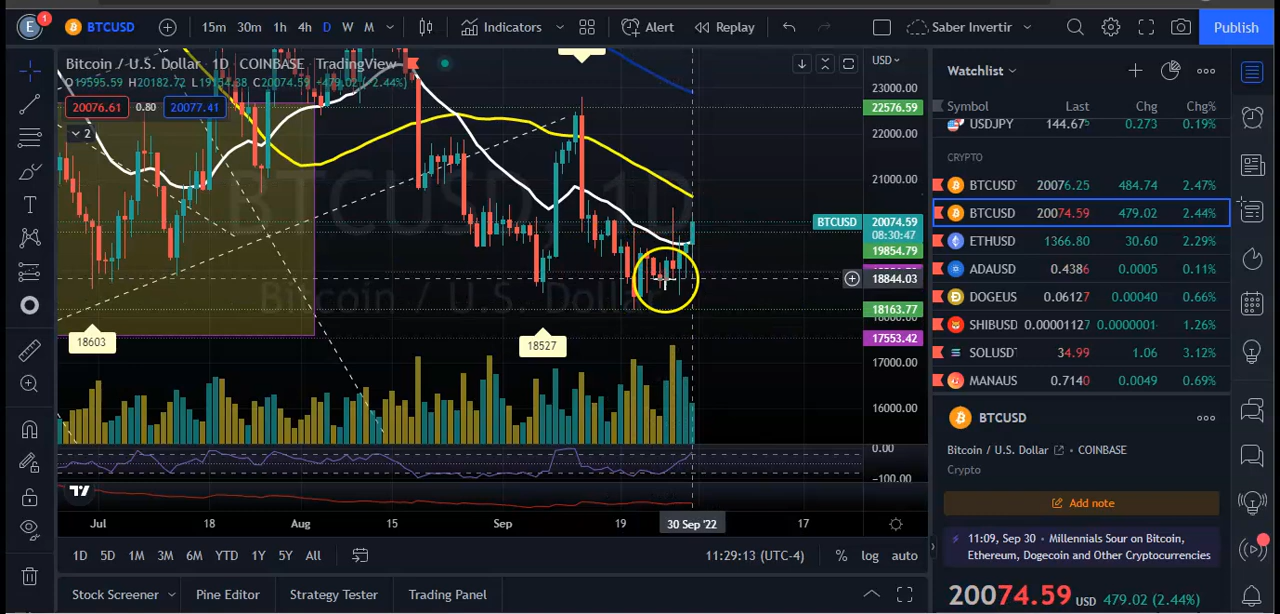 E
1
BTCUSD
15m 30m 1h 4h D W M
Indicators
Alert
Replay
Saber Invertir
Publish
Bitcoin / U.S. Dollar · 1D · COINBASE · TradingView
20076.61 0.80 20077.41
2
BTCUSD, 1D
Bitcoin / U.S. Dollar
18603
18527
USD
23000.00
22576.59
22000.00
21000.00
BTCUSD 20074.59
08:30:47
19854.79
18844.03
18163.77
17553.42
17000.00
16000.00
0.00
-100.00
Jul 18 Aug 15 Sep 19 30 Sep '22 17
1D 5D 1M 3M 6M YTD 1Y 5Y All
11:29:13 (UTC-4) % log auto
Stock Screener Pine Editor Strategy Tester Trading Panel
Watchlist
Symbol Last Chg Chg%
USDJPY 144.675 0.273 0.19%
CRYPTO
BTCUSD 20076.25 484.74 2.47%
BTCUSD 20074.59 479.02 2.44%
ETHUSD 1366.80 30.60 2.29%
ADAUSD 0.4386 0.0005 0.11%
DOGEUS 0.06127 0.00040 0.66%
SHIBUSD 0.00001127 0.0000001 1.26%
SOLUSD 34.99 1.06 3.12%
MANAUS 0.7140 0.0049 0.69%
BTCUSD
Bitcoin / U.S. Dollar · COINBASE
Crypto
Add note
11:09, Sep 30 · Millennials Sour on Bitcoin,
Ethereum, Dogecoin and Other Cryptocurrencies
20074.59 USD 479.02 (2.44%)